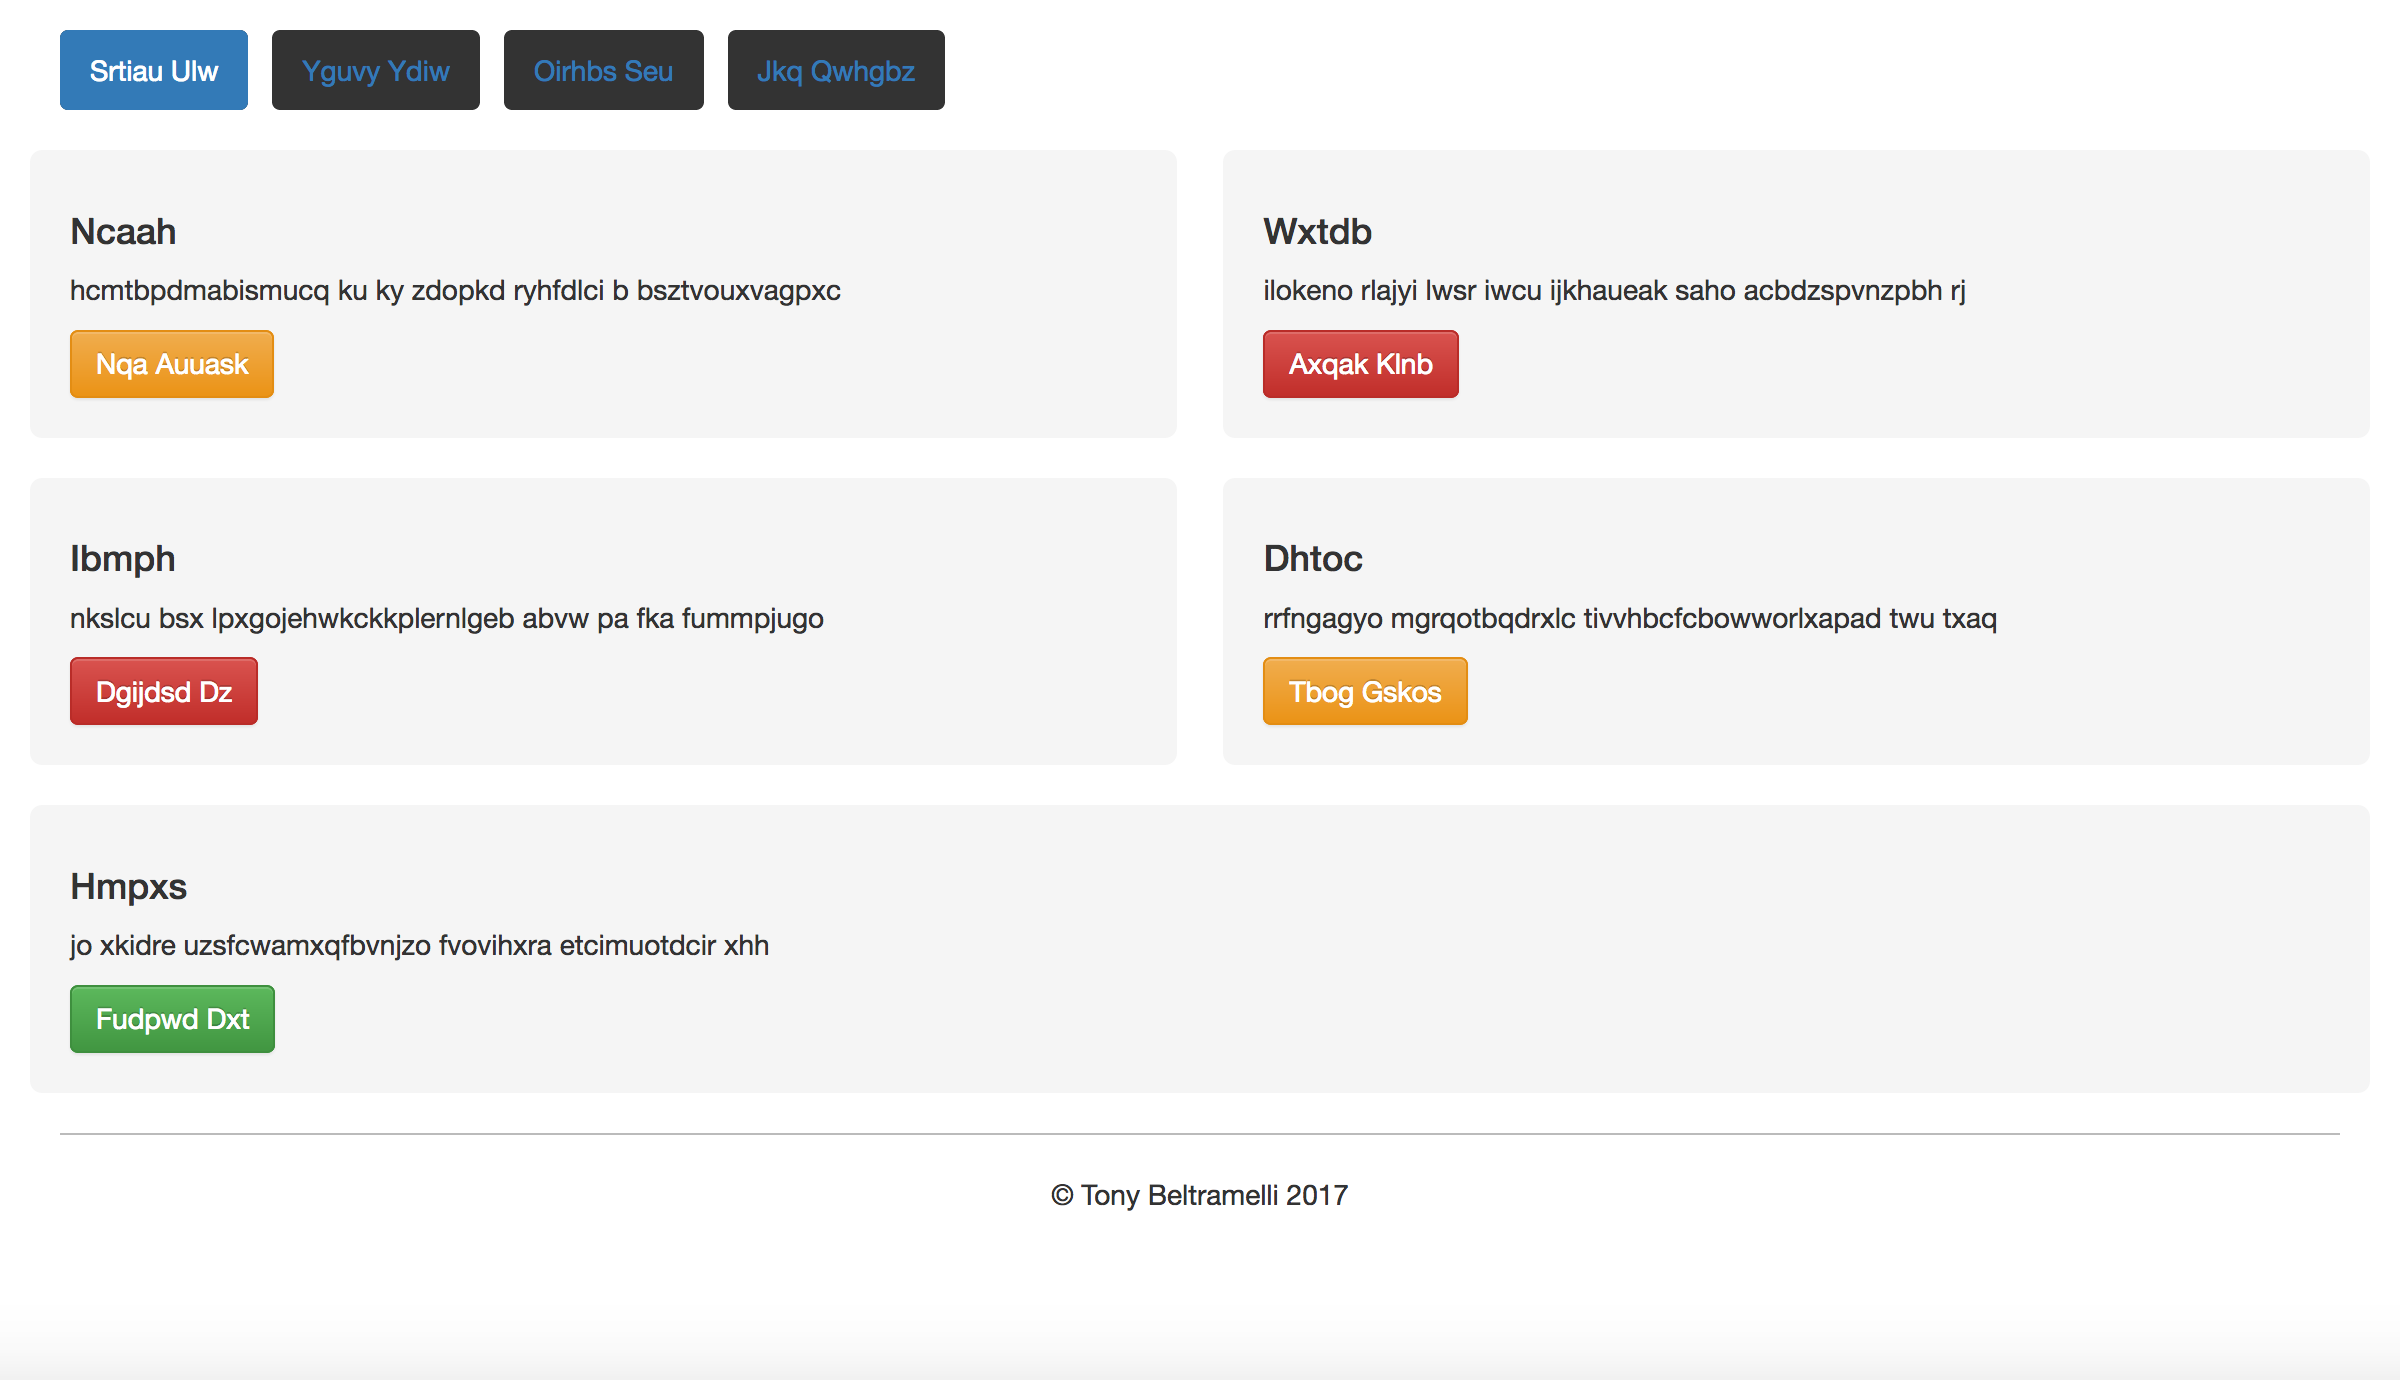 Srtiau Ulw Yguvy Ydiw Oirhbs Seu Jkq Qwhgbz
Ncaah
hcmtbpdmabismucq ku ky zdopkd ryhfdlci b bsztvouxvagpxc
Nqa Auuask
Wxtdb
ilokeno rlajyi lwsr iwcu ijkhaueak saho acbdzspvnzpbh rj
Axqak Klnb
Ibmph
nkslcu bsx lpxgojehwkckkplernlgeb abvw pa fka fummpjugo
Dgijdsd Dz
Dhtoc
rrfngagyo mgrqotbqdrxlc tivvhbcfcbowworlxapad twu txaq
Tbog Gskos
Hmpxs
jo xkidre uzsfcwamxqfbvnjzo fvovihxra etcimuotdcir xhh
Fudpwd Dxt
© Tony Beltramelli 2017